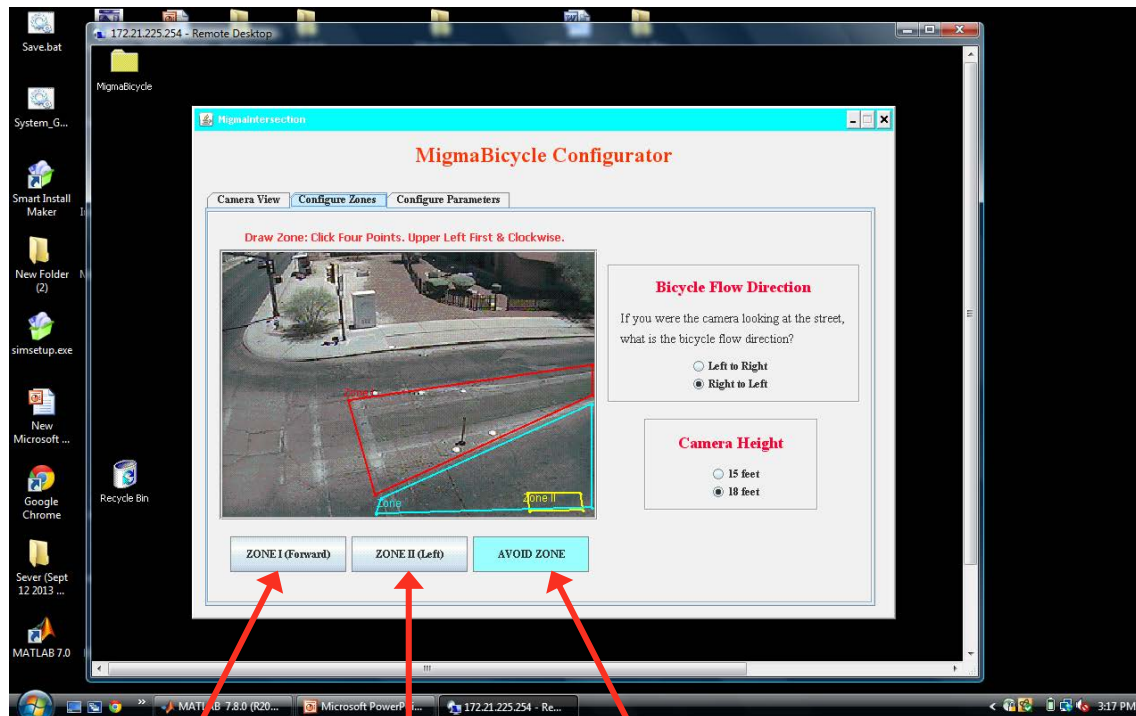 Save.bat
System_G...
Smart Install
Maker
New Folder
(2)
simsetup.exe
New
Microsoft ...
Google
Chrome
Sever (Sept
12 2013 ...
MATLAB 7.0
172.21.225.254 - Remote Desktop
MigmaBicycle
Recycle Bin
MigmaIntersection
MigmaBicycle Configurator
Camera View
Configure Zones
Configure Parameters
Draw Zone: Click Four Points. Upper Left First & Clockwise.
Zone
Zone
Zone II
Bicycle Flow Direction
If you were the camera looking at the street,
what is the bicycle flow direction?
Left to Right
Right to Left
Camera Height
15 feet
18 feet
ZONE I (Forward)
ZONE II (Left)
AVOID ZONE
MATLAB 7.8.0 (R20...
Microsoft PowerP...
172.21.225.254 - Re...
3:17 PM